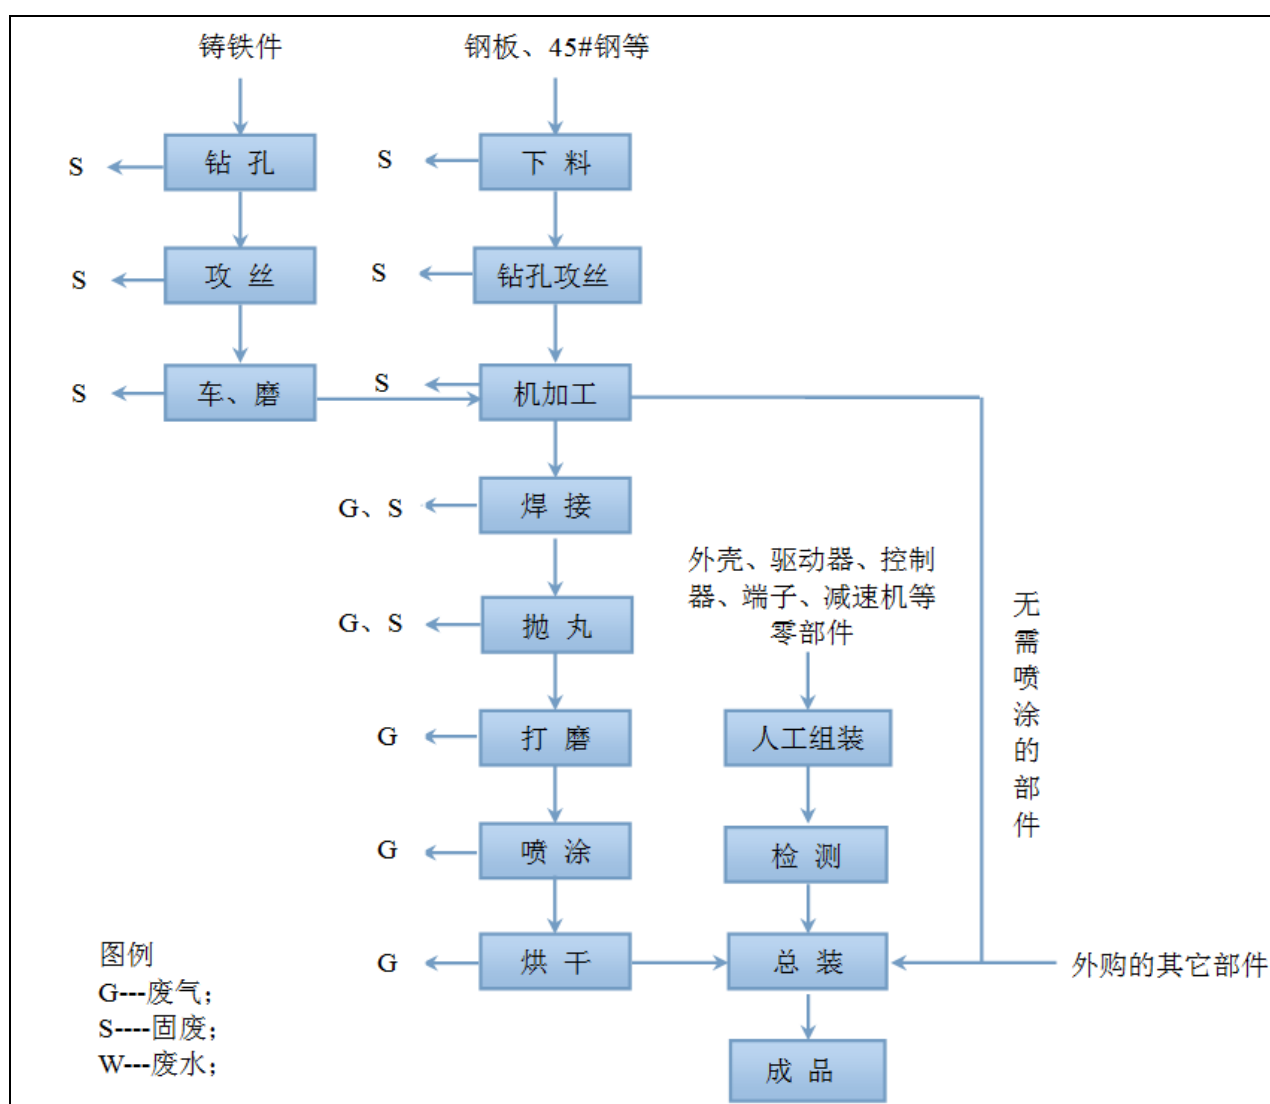 铸铁件
钢板、45#钢等
S
钻 孔
S
下 料
S
攻 丝
S
钻孔攻丝
S
车、磨
S
机加工
G、S
焊 接
外壳、驱动器、控制
器、端子、减速机等
零部件
无需喷涂的部件
G、S
抛 丸
G
打 磨
人工组装
G
喷 涂
检 测
G
烘 干
总 装
外购的其它部件
成 品
图例
G---废气；
S----固废；
W---废水；